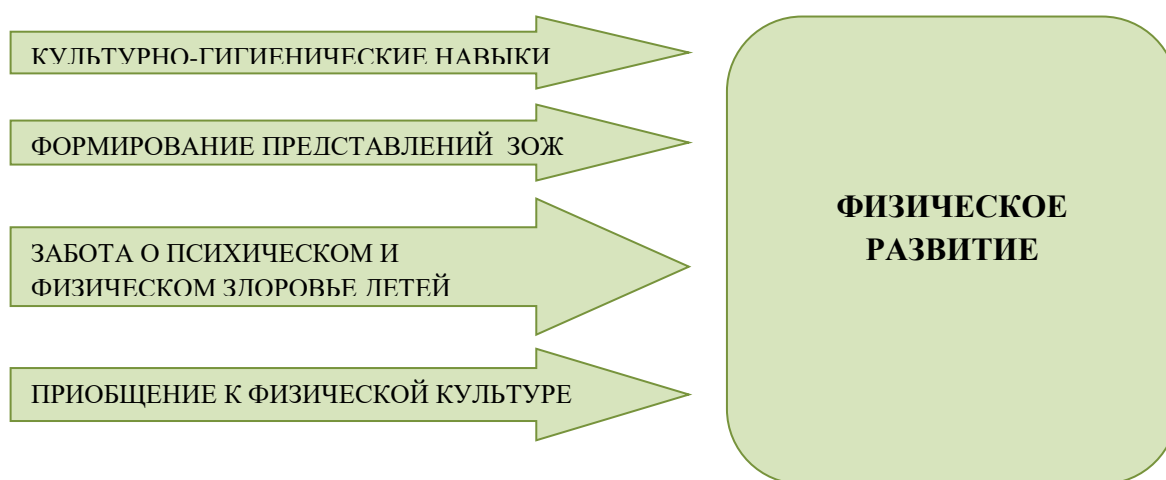 КУЛЬТУРНО-ГИГИЕНИЧЕСКИЕ НАВЫКИ
ФОРМИРОВАНИЕ ПРЕДСТАВЛЕНИЙ ЗОЖ
ЗАБОТА О ПСИХИЧЕСКОМ И
ФИЗИЧЕСКОМ ЗДОРОВЬЕ ДЕТЕЙ
ПРИОБЩЕНИЕ К ФИЗИЧЕСКОЙ КУЛЬТУРЕ
ФИЗИЧЕСКОЕ
РАЗВИТИЕ